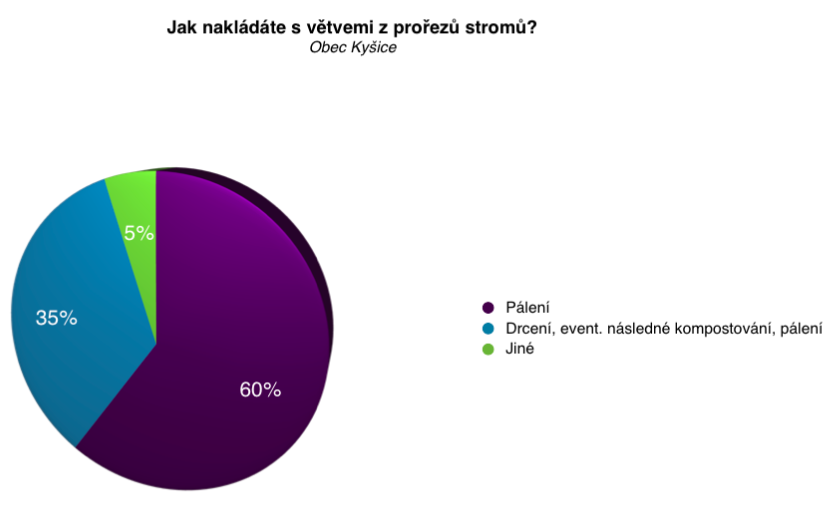 Jak nakládáte s větvemi z prořezů stromů?
Obec Kyšice
5%
35%
60%
Pálení
Drcení, event. následné kompostování, pálení
Jiné